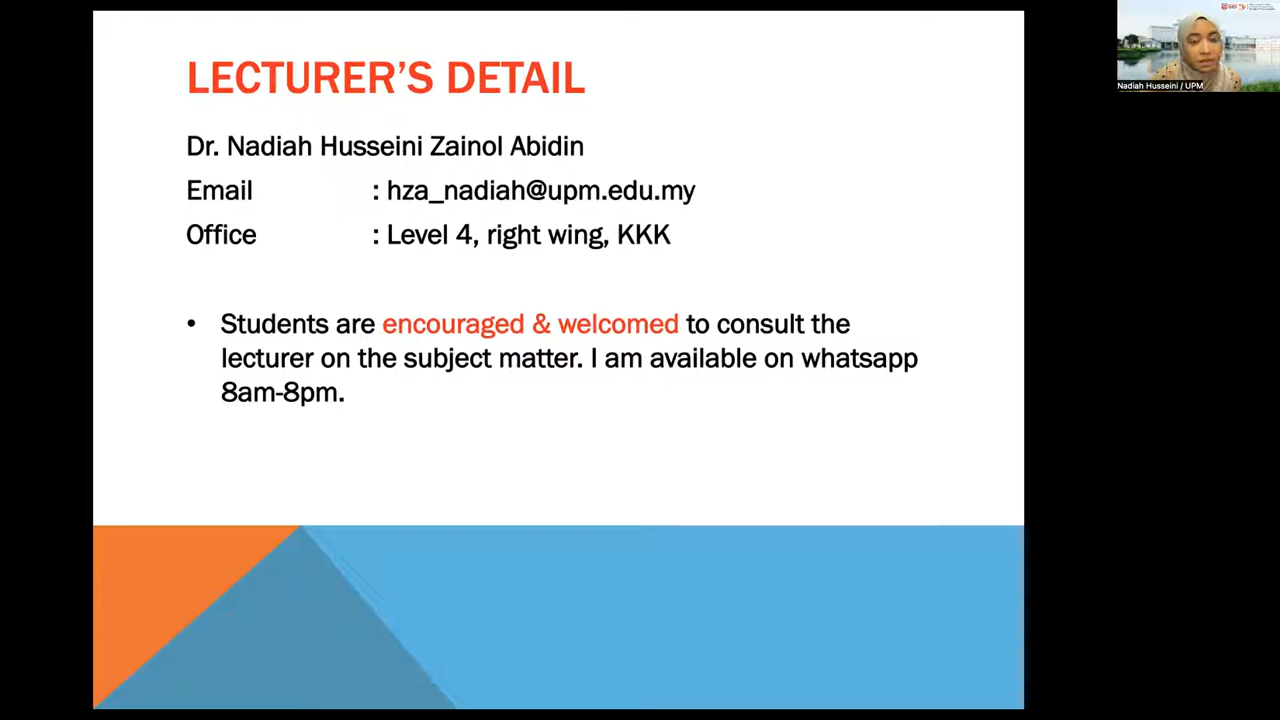 LECTURER’S DETAIL
Dr. Nadiah Husseini Zainol Abidin
Email : hza_nadiah@upm.edu.my
Office : Level 4, right wing, KKK
• Students are encouraged & welcomed to consult the
lecturer on the subject matter. I am available on whatsapp
8am-8pm.
Nadiah Husseini / UPM